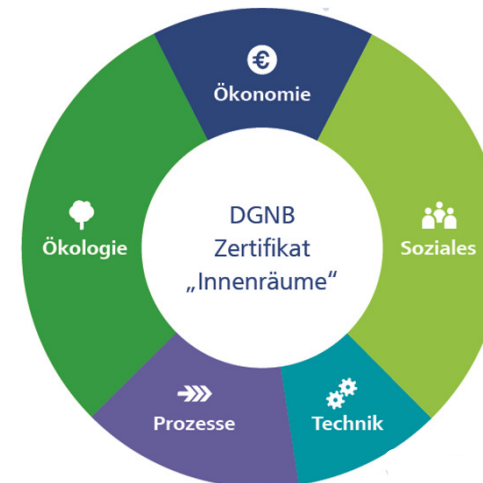 €
Ökonomie
DGNB
Zertifikat
„Innenräume“
Ökologie
Soziales
Prozesse
Technik